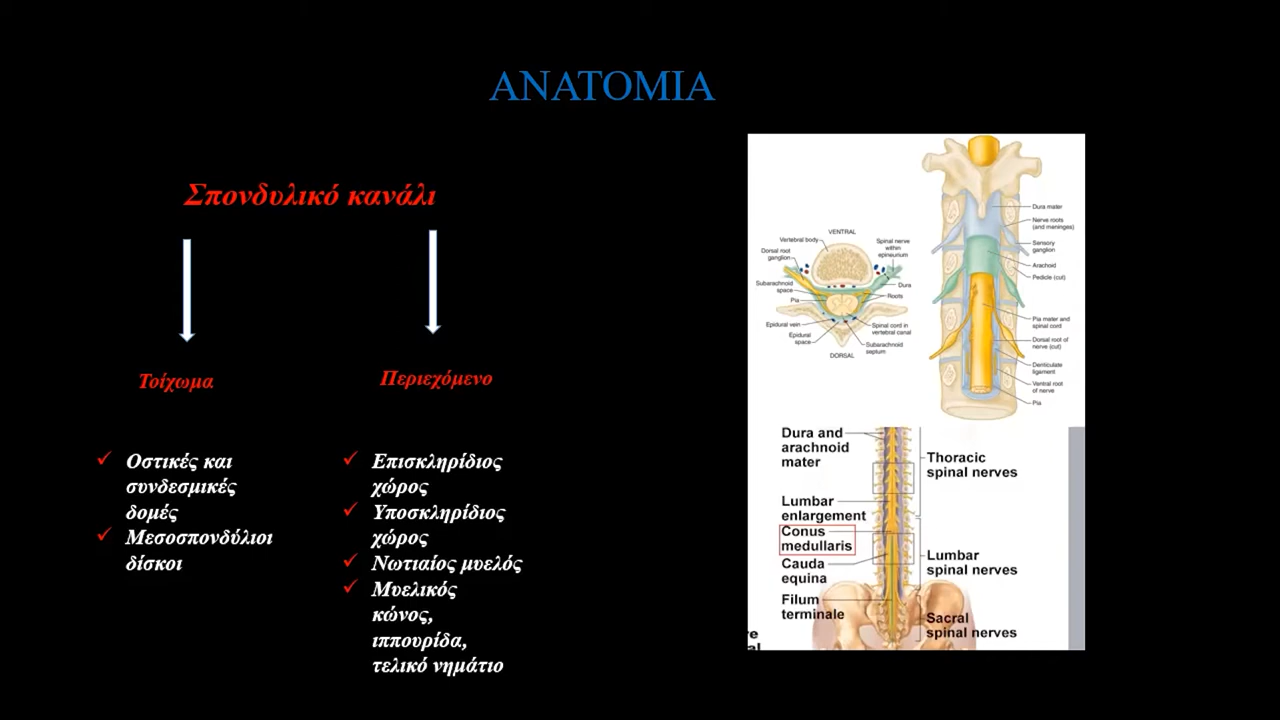 ΑΝΑΤΟΜΙΑ
Σπονδυλικό κανάλι
Τοίχωμα
Περιεχόμενο
Οστικές και
συνδεσμικές
δομές
Μεσοσπονδύλιοι
δίσκοι
Επισκληρίδιος
χώρος
Υποσκληρίδιος
χώρος
Νωτιαίος μυελός
Μυελικός
κώνος,
ιππουρίδα,
τελικό νημάτιο
VENTRAL
Vertebral body
Dorsal root
ganglion
Subarachnoid
space
Pia
Epidural vein
Epidural
space
DORSAL
Spinal nerve
within
epineurium
Dura
Roots
Spinal cord in
vertebral canal
Subarachnoid
septum
Dura mater
Nerve roots
(and meninges)
Sensory
ganglion
Arachnoid
Pedicle (cut)
Pia mater and
spinal cord
Dorsal root of
nerve (cut)
Denticulate
ligament
Ventral root
of nerve
Pia
Dura and
arachnoid
mater
Lumbar
enlargement
Conus
medullaris
Cauda
equina
Filum
terminale
Thoracic
spinal nerves
Lumbar
spinal nerves
Sacral
spinal nerves
re
al